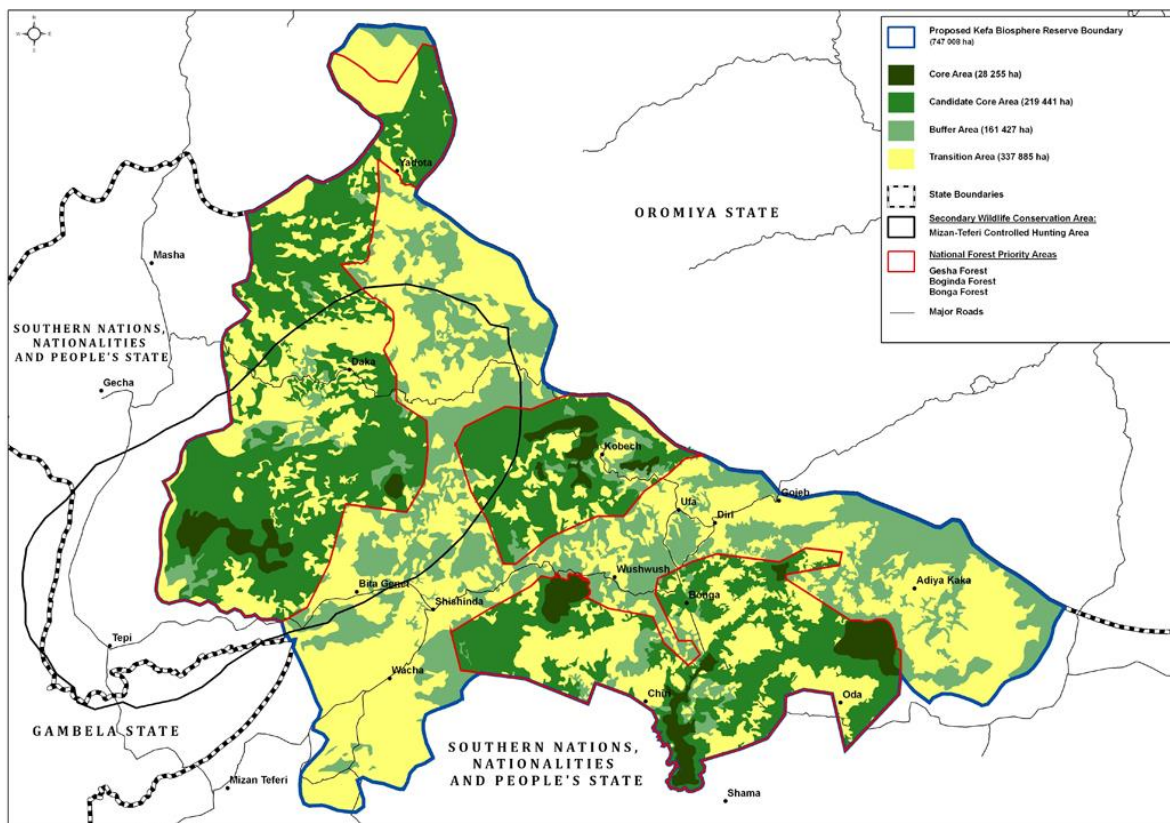 N
W
E
S
Proposed Kefa Biosphere Reserve Boundary
(747 008 ha)
Core Area (28 255 ha)
Candidate Core Area (219 441 ha)
Buffer Area (161 427 ha)
Transition Area (337 885 ha)
State Boundaries
Secondary Wildlife Conservation Area:
Mizan-Teferi Controlled Hunting Area
National Forest Priority Areas
Gesha Forest
Boginda Forest
Bonga Forest
Major Roads
OROMIYA STATE
Masha
SOUTHERN NATIONS,
NATIONALITIES
AND PEOPLE'S STATE
Gecha
Daka
Kobech
Ufa
Gojeb
Diri
Wushwush
Bita Genet
Adiya Kaka
Bonga
Shishinda
Tepi
Wacha
Oda
GAMBELA STATE
SOUTHERN NATIONS,
NATIONALITIES
AND PEOPLE'S STATE
Mizan Teferi
Shama